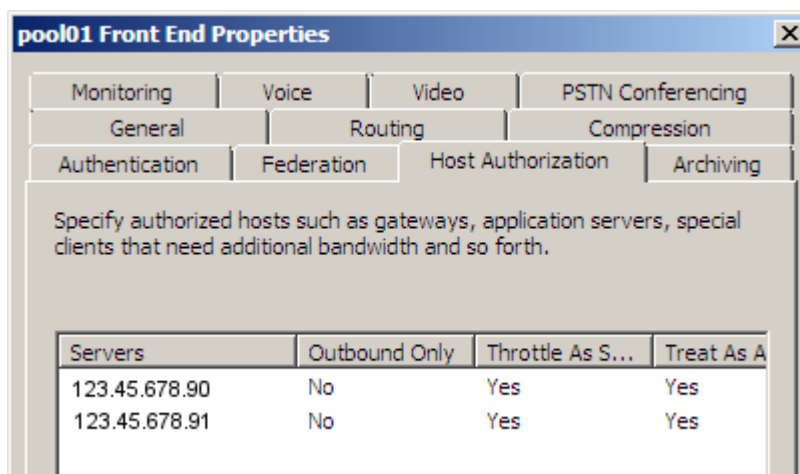 pool01 Front End Properties
Monitoring Voice Video PSTN Conferencing
General Routing Compression
Authentication Federation Host Authorization Archiving
Specify authorized hosts such as gateways, application servers, special
clients that need additional bandwidth and so forth.
Servers Outbound Only Throttle As S... Treat As A
123.45.678.90 No Yes Yes
123.45.678.91 No Yes Yes